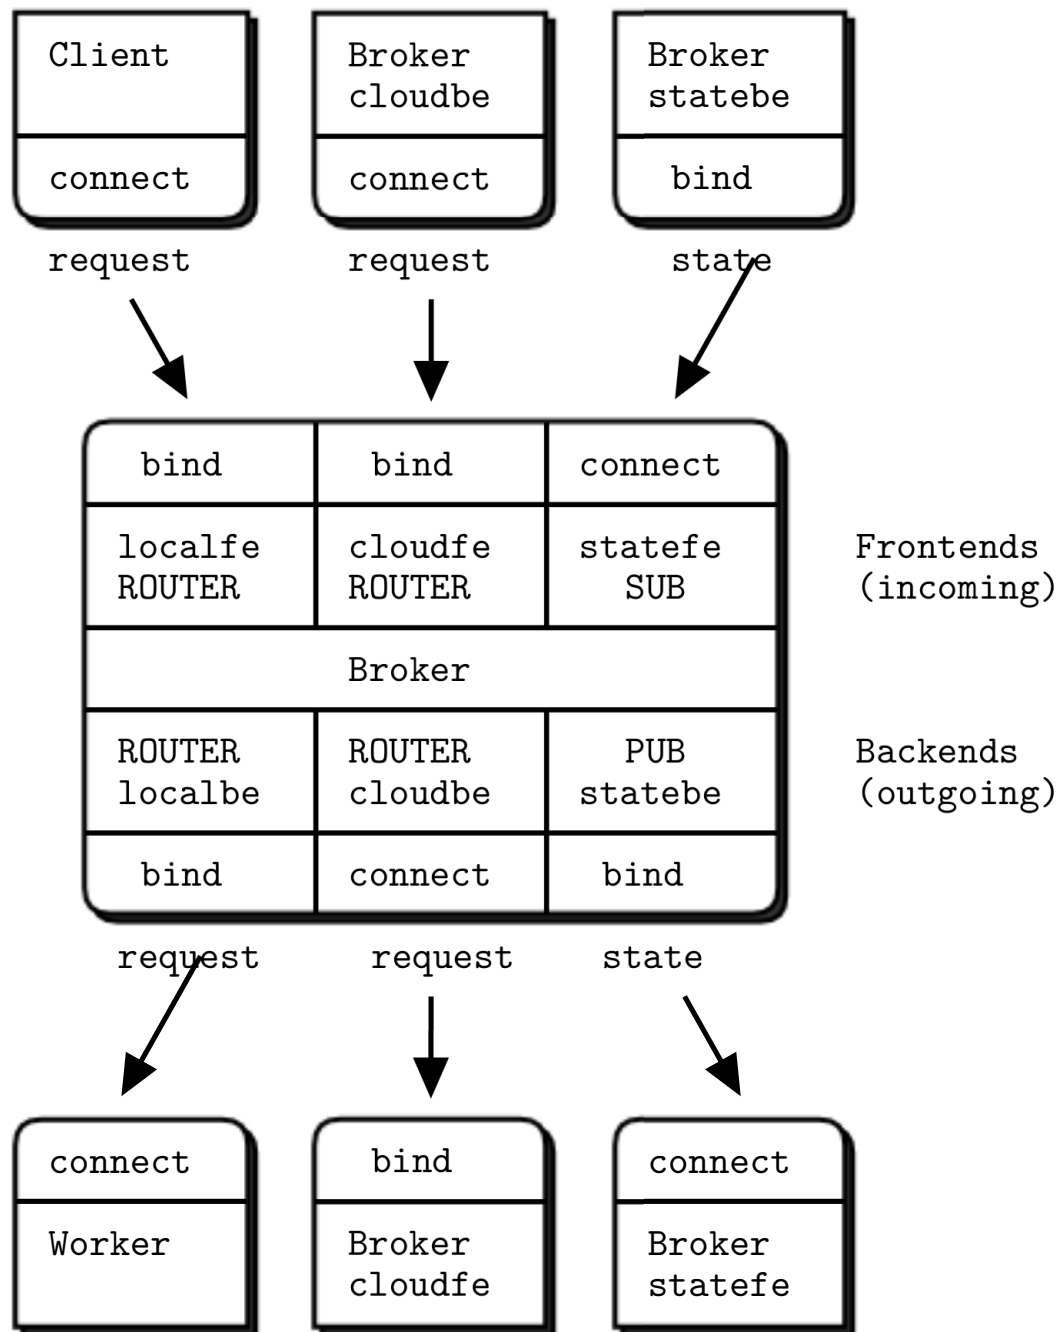 Client
Broker
cloudbe
Broker
statebe
connect
connect
bind
request
request
state
bind
bind
connect
localfe
ROUTER
cloudfe
ROUTER
statefe
SUB
Frontends
(incoming)
Broker
ROUTER
localbe
ROUTER
cloudbe
PUB
statebe
Backends
(outgoing)
bind
connect
bind
request
request
state
connect
bind
connect
Worker
Broker
cloudfe
Broker
statefe